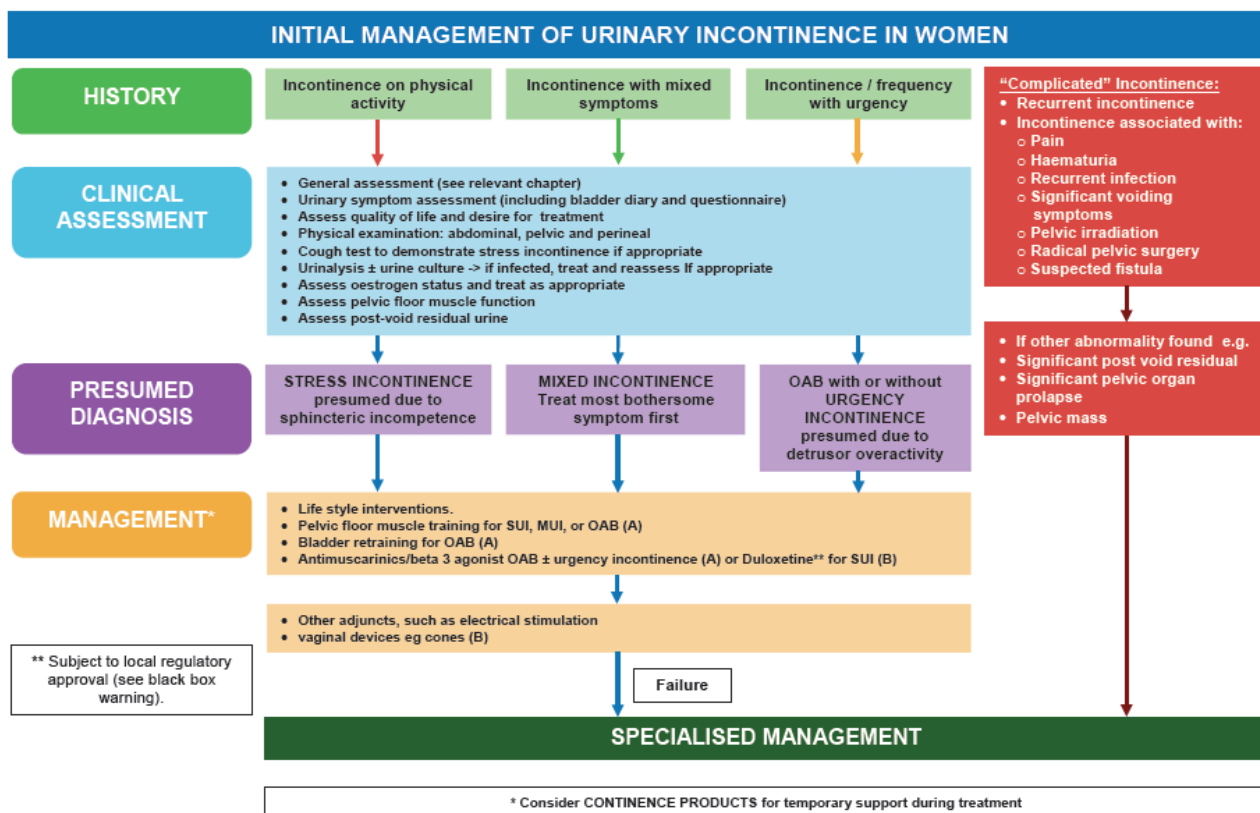 INITIAL MANAGEMENT OF URINARY INCONTINENCE IN WOMEN
HISTORY
Incontinence on physical
activity
Incontinence with mixed
symptoms
Incontinence / frequency
with urgency
"Complicated" Incontinence:
• Recurrent incontinence
• Incontinence associated with:
o Pain
o Haematuria
o Recurrent infection
o Significant voiding
symptoms
o Pelvic irradiation
o Radical pelvic surgery
o Suspected fistula
CLINICAL
ASSESSMENT
• General assessment (see relevant chapter)
• Urinary symptom assessment (including bladder diary and questionnaire)
• Assess quality of life and desire for treatment
• Physical examination: abdominal, pelvic and perineal
• Cough test to demonstrate stress incontinence if appropriate
• Urinalysis ± urine culture -> if infected, treat and reassess If appropriate
• Assess oestrogen status and treat as appropriate
• Assess pelvic floor muscle function
• Assess post-void residual urine
• If other abnormality found e.g.
• Significant post void residual
• Significant pelvic organ
prolapse
• Pelvic mass
PRESUMED
DIAGNOSIS
STRESS INCONTINENCE
presumed due to
sphincteric incompetence
MIXED INCONTINENCE
Treat most bothersome
symptom first
OAB with or without
URGENCY
INCONTINENCE
presumed due to
detrusor overactivity
MANAGEMENT*
• Life style interventions.
• Pelvic floor muscle training for SUI, MUI, or OAB (A)
• Bladder retraining for OAB (A)
• Antimuscarinics/beta 3 agonist OAB ± urgency incontinence (A) or Duloxetine** for SUI (B)
• Other adjuncts, such as electrical stimulation
• vaginal devices eg cones (B)
** Subject to local regulatory
approval (see black box
warning).
Failure
SPECIALISED MANAGEMENT
* Consider CONTINENCE PRODUCTS for temporary support during treatment